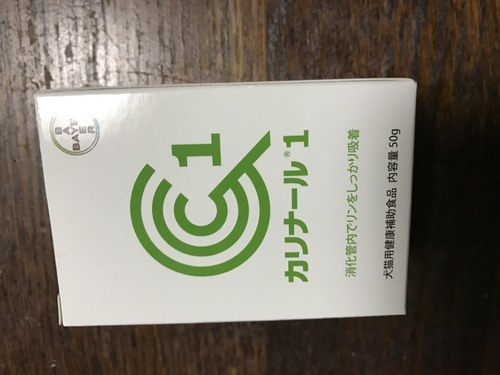 BAYER
BAYER
1
カリナール®1
消化管内でリンをしっかり吸着
犬猫用健康補助食品 内容量 50g